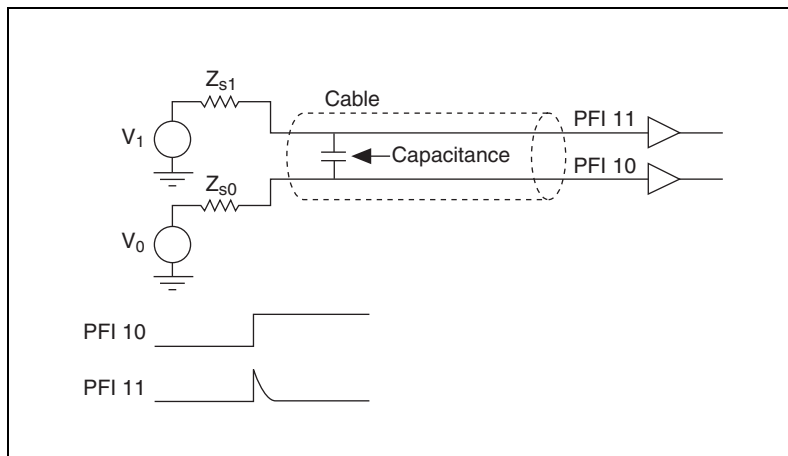 Zs1
Cable
PFI 11
V1
Capacitance
PFI 10
Zs0
V0
PFI 10
PFI 11